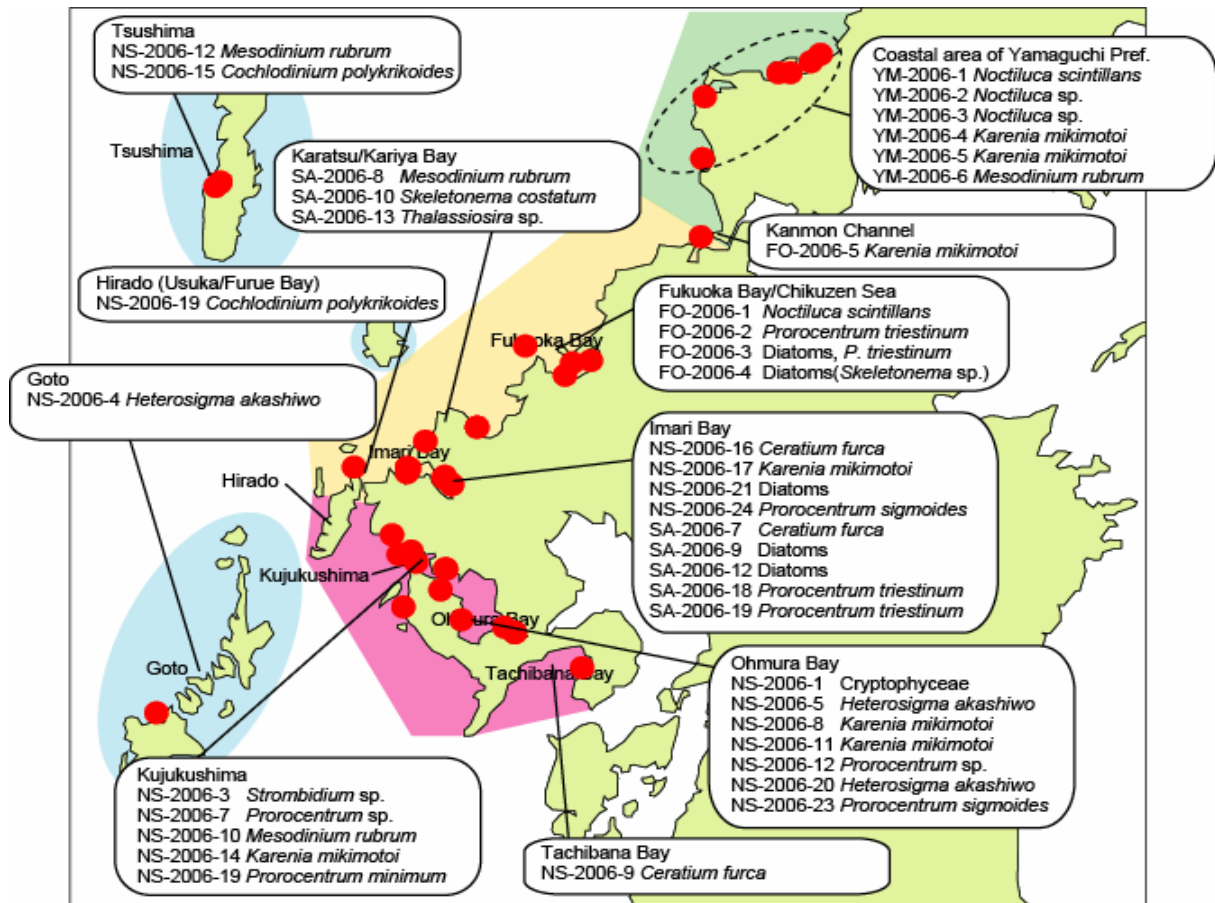 Tsushima
NS-2006-12 Mesodinium rubrum
NS-2006-15 Cochlodinium polykrikoides
Tsushima
Karatsu/Kariya Bay
SA-2006-8 Mesodinium rubrum
SA-2006-10 Skeletonema costatum
SA-2006-13 Thalassiosira sp.
Coastal area of Yamaguchi Pref.
YM-2006-1 Noctiluca scintillans
YM-2006-2 Noctiluca sp.
YM-2006-3 Noctiluca sp.
YM-2006-4 Karenia mikimotoi
YM-2006-5 Karenia mikimotoi
YM-2006-6 Mesodinium rubrum
Kanmon Channel
FO-2006-5 Karenia mikimotoi
Hirado (Usuka/Furue Bay)
NS-2006-19 Cochlodinium polykrikoides
Fukuoka Bay/Chikuzen Sea
FO-2006-1 Noctiluca scintillans
FO-2006-2 Prorocentrum triestinum
FO-2006-3 Diatoms, P. triestinum
FO-2006-4 Diatoms(Skeletonema sp.)
Fukuoka Bay
Goto
NS-2006-4 Heterosigma akashiwo
Imari Bay
Imari Bay
NS-2006-16 Ceratium furca
NS-2006-17 Karenia mikimotoi
NS-2006-21 Diatoms
NS-2006-24 Prorocentrum sigmoides
SA-2006-7 Ceratium furca
SA-2006-9 Diatoms
SA-2006-12 Diatoms
SA-2006-18 Prorocentrum triestinum
SA-2006-19 Prorocentrum triestinum
Hirado
Kujukushima
Ohmura Bay
Goto
Tachibana Bay
Ohmura Bay
NS-2006-1 Cryptophyceae
NS-2006-5 Heterosigma akashiwo
NS-2006-8 Karenia mikimotoi
NS-2006-11 Karenia mikimotoi
NS-2006-12 Prorocentrum sp.
NS-2006-20 Heterosigma akashiwo
NS-2006-23 Prorocentrum sigmoides
Kujukushima
NS-2006-3 Strombidium sp.
NS-2006-7 Prorocentrum sp.
NS-2006-10 Mesodinium rubrum
NS-2006-14 Karenia mikimotoi
NS-2006-19 Prorocentrum minimum
Tachibana Bay
NS-2006-9 Ceratium furca